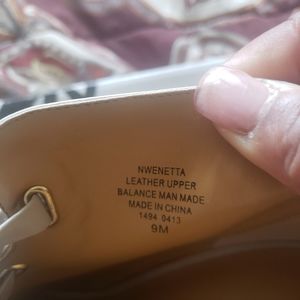 NWENETTA
LEATHER UPPER
BALANCE MAN MADE
MADE IN CHINA
1494 0413
9M